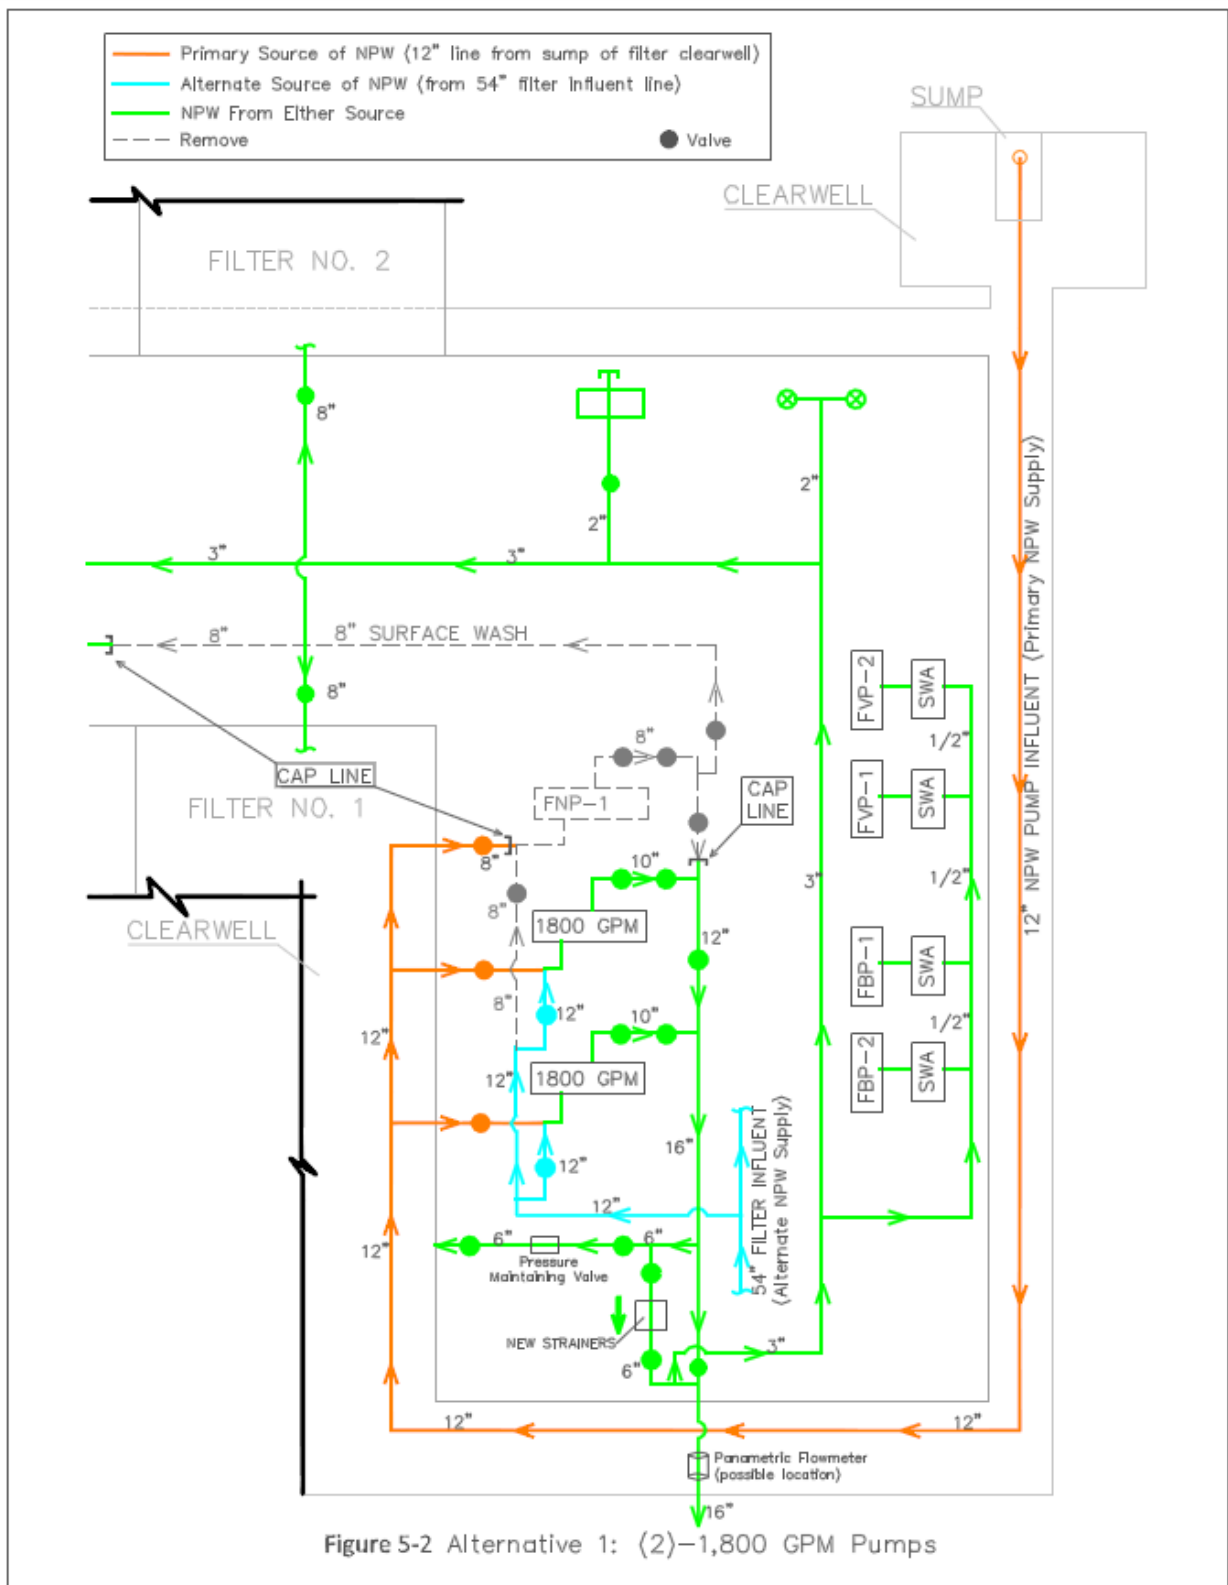 Primary Source of NPW (12" line from sump of filter clearwell)
Alternate Source of NPW (from 54" filter influent line)
NPW From Either Source
Remove
Valve
SUMP
CLEARWELL
FILTER NO. 2
8"
2"
2"
3"
3"
8"
8" SURFACE WASH
8"
12" NPW PUMP INFLUENT (Primary NPW Supply)
FVP-2
SWA
1/2"
8"
CAP LINE
FILTER NO. 1
FNP-1
CAP
LINE
FVP-1
SWA
8"
10"
3"
1/2"
8"
1800 GPM
12"
CLEARWELL
FBP-1
SWA
8"
12"
10"
1/2"
12"
12"
1800 GPM
FBP-2
SWA
16"
12"
54" FILTER INFLUENT
(Alternate NPW Supply)
12"
12"
6"
6"
Pressure
Maintaining Valve
NEW STRAINERS
3"
6"
12"
12"
Panametric Flowmeter
(possible location)
16"
Figure 5-2 Alternative 1: (2)-1,800 GPM Pumps